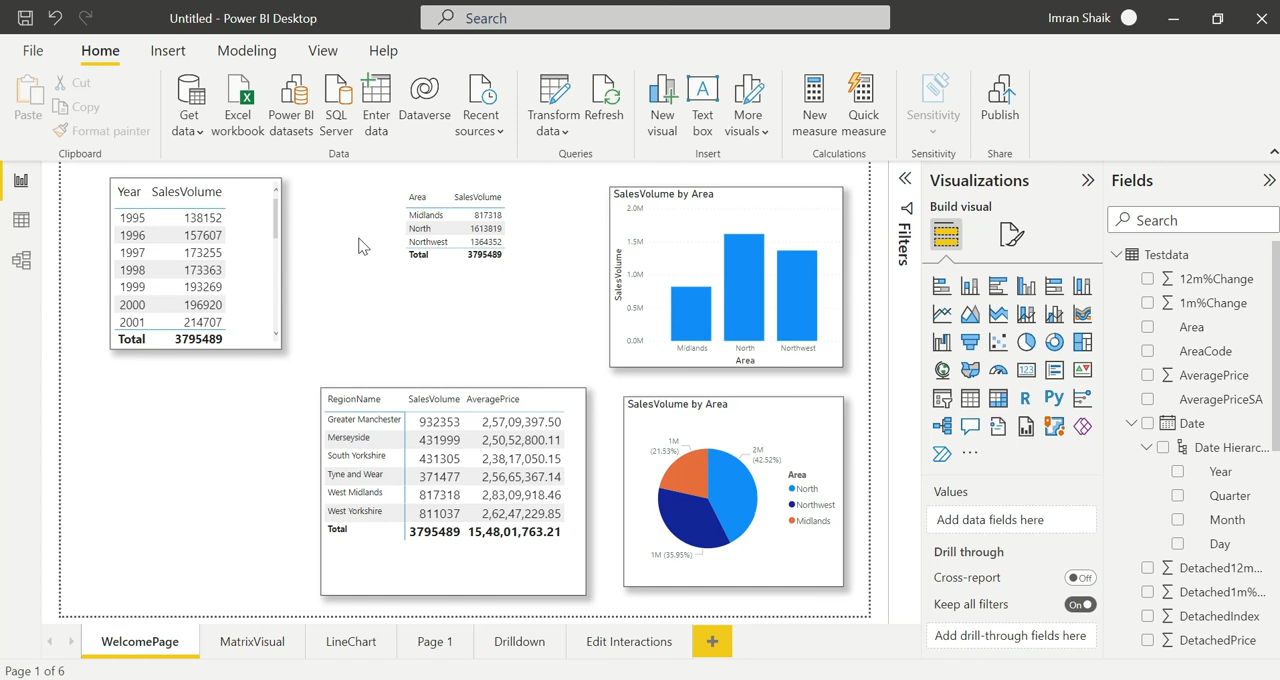 Untitled - Power BI Desktop
Search
Imran Shaik
File
Home
Insert
Modeling
View
Help
Paste
Cut
Copy
Format painter
Clipboard
Get data
Excel workbook
Power BI datasets
SQL Server
Enter data
Dataverse
Recent sources
Data
Transform data
Refresh
Queries
New visual
A
Text box
More visuals
Insert
New measure
Quick measure
Calculations
Sensitivity
Sensitivity
Publish
Share
Year SalesVolume
1995 138152
1996 157607
1997 173255
1998 173363
1999 193269
2000 196920
2001 214707
Total 3795489
Area SalesVolume
Midlands 817318
North 1613819
Northwest 1364352
Total 3795489
SalesVolume by Area
2.0M
1.5M
1.0M
0.5M
0.0M
SalesVolume
Midlands North Northwest
Area
RegionName SalesVolume AveragePrice
Greater Manchester 932353 2,57,09,397.50
Merseyside 431999 2,50,52,800.11
South Yorkshire 431305 2,38,17,050.15
Tyne and Wear 371477 2,56,65,367.14
West Midlands 817318 2,83,09,918.46
West Yorkshire 811037 2,62,47,229.85
Total 3795489 15,48,01,763.21
SalesVolume by Area
1M
(21.53%)
2M
(42.52%)
1M (35.95%)
Area
North
Northwest
Midlands
Filters
Visualizations
Build visual
123
R
Py
Values
Add data fields here
Drill through
Cross-report
Off
Keep all filters
On
Add drill-through fields here
Fields
Search
Testdata
12m%Change
1m%Change
Area
AreaCode
AveragePrice
AveragePriceSA
Date
Date Hierarc...
Year
Quarter
Month
Day
Detached12m...
Detached1m%...
DetachedIndex
DetachedPrice
WelcomePage
MatrixVisual
LineChart
Page 1
Drilldown
Edit Interactions
Page 1 of 6